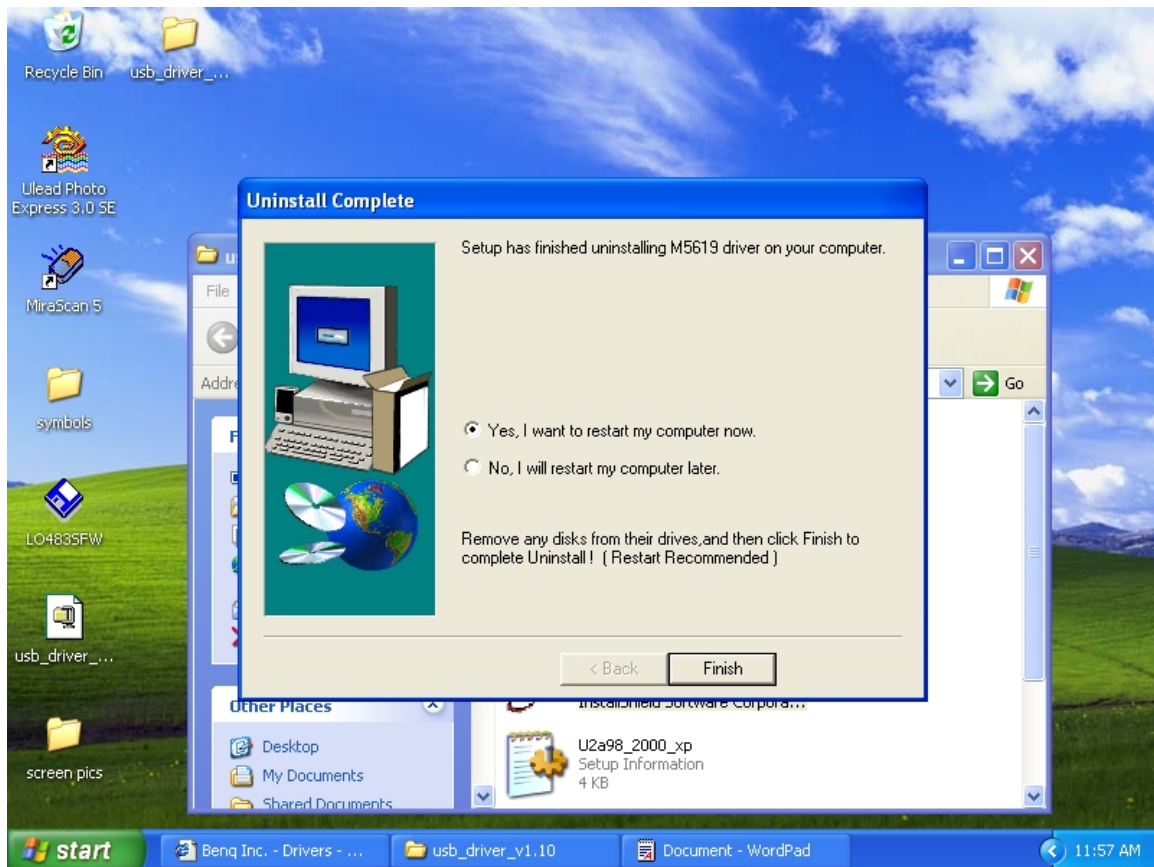 Recycle Bin
usb_driver_...
Ulead Photo
Express 3.0 SE
MiraScan 5
symbols
LO483SFW
usb_driver_...
screen pics
Uninstall Complete
Setup has finished uninstalling M5619 driver on your computer.
Yes, I want to restart my computer now.
No, I will restart my computer later.
Remove any disks from their drives,and then click Finish to
complete Uninstall ! ( Restart Recommended )
< Back
Finish
File
Addre
Go
Other Places
Desktop
My Documents
Shared Documents
InstallShield Software Corpora...
U2a98_2000_xp
Setup Information
4 KB
start
Benq Inc. - Drivers - ...
usb_driver_v1.10
Document - WordPad
11:57 AM